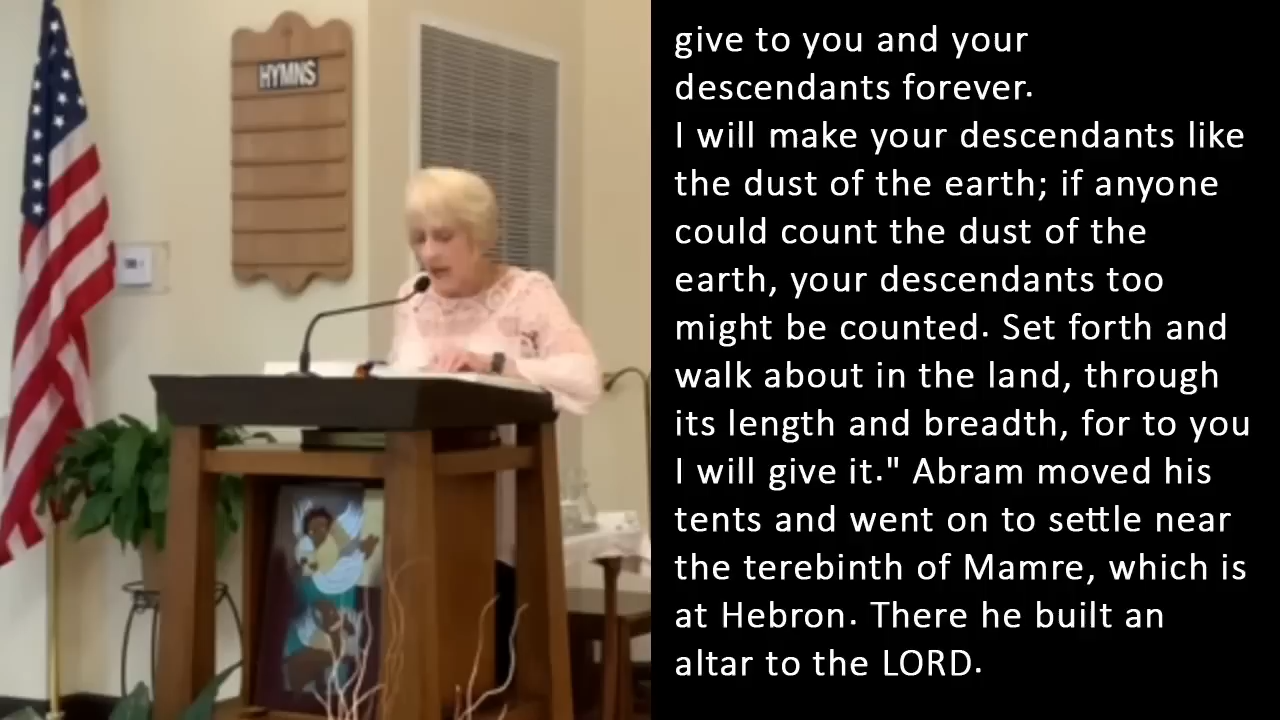 HYMNS
give to you and your
descendants forever.
I will make your descendants like
the dust of the earth; if anyone
could count the dust of the
earth, your descendants too
might be counted. Set forth and
walk about in the land, through
its length and breadth, for to you
I will give it." Abram moved his
tents and went on to settle near
the terebinth of Mamre, which is
at Hebron. There he built an
altar to the LORD.